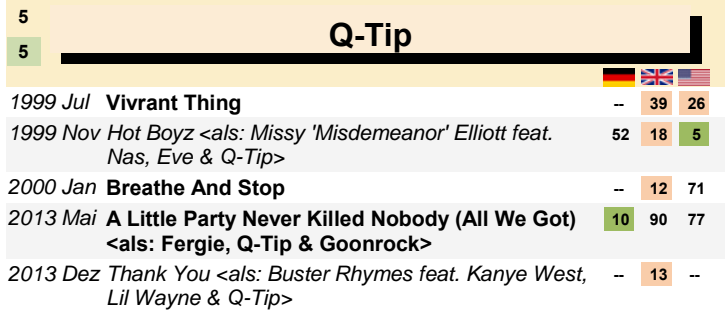 5
5
Q-Tip
1999 Jul Vivrant Thing -- 39 26
1999 Nov Hot Boyz <als: Missy 'Misdemeanor' Elliott feat. 52 18 5
Nas, Eve & Q-Tip>
2000 Jan Breathe And Stop -- 12 71
2013 Mai A Little Party Never Killed Nobody (All We Got) 10 90 77
<als: Fergie, Q-Tip & Goonrock>
2013 Dez Thank You <als: Buster Rhymes feat. Kanye West, -- 13 --
Lil Wayne & Q-Tip>